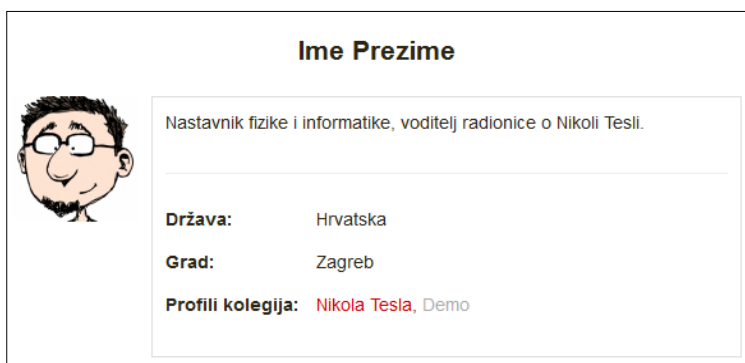 Ime Prezime
Nastavnik fizike i informatike, voditelj radionice o Nikoli Tesli.
Država: Hrvatska
Grad: Zagreb
Profili kolegija: Nikola Tesla, Demo